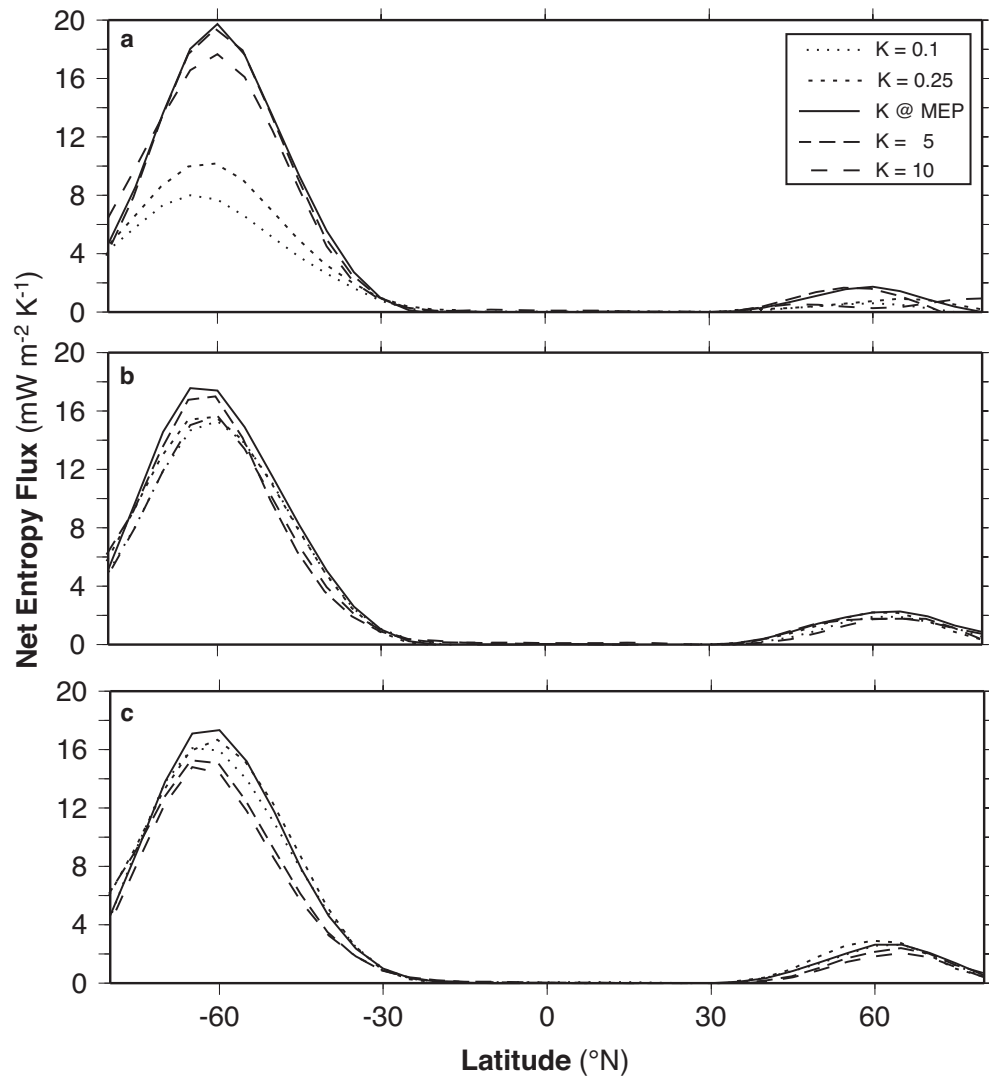 a
20
16
12
8
4
0
K = 0.1
K = 0.25
K @ MEP
K = 5
K = 10
b
20
16
12
8
4
0
c
20
16
12
8
4
0
Net Entropy Flux (mW m-2 K-1)
-60 -30 0 30 60
Latitude (°N)